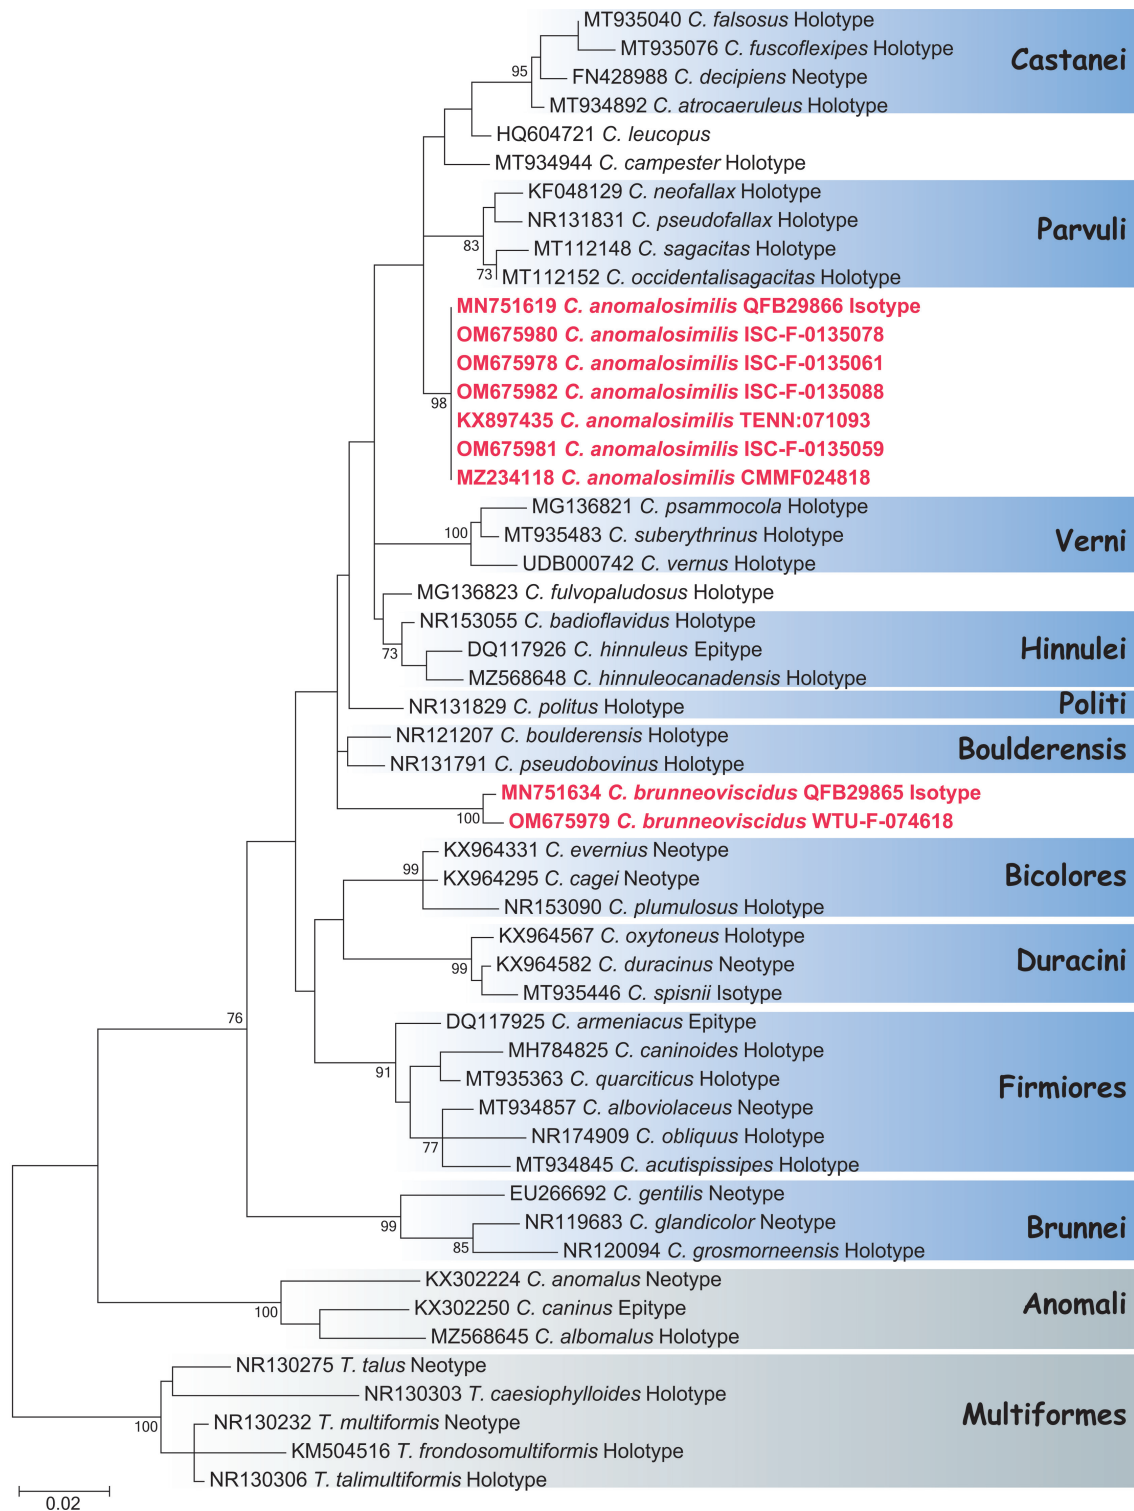 MT935040 C. falsosus Holotype
MT935076 C. fuscoflexipes Holotype
Castanei
FN428988 C. decipiens Neotype
95
MT934892 C. atrocaeruleus Holotype
HQ604721 C. leucopus
MT934944 C. campester Holotype
KF048129 C. neofallax Holotype
NR131831 C. pseudofallax Holotype
Parvuli
83
MT112148 C. sagacitas Holotype
73
MT112152 C. occidentalisagacitas Holotype
MN751619 C. anomalosimilis QFB29866 Isotype
OM675980 C. anomalosimilis ISC-F-0135078
OM675978 C. anomalosimilis ISC-F-0135061
OM675982 C. anomalosimilis ISC-F-0135088
98
KX897435 C. anomalosimilis TENN:071093
OM675981 C. anomalosimilis ISC-F-0135059
MZ234118 C. anomalosimilis CMMF024818
MG136821 C. psammocola Holotype
100
MT935483 C. suberythrinus Holotype
Verni
UDB000742 C. vernus Holotype
MG136823 C. fulvopaludosus Holotype
NR153055 C. badioflavidus Holotype
73
DQ117926 C. hinnuleus Epitype
Hinnulei
MZ568648 C. hinnuleocanadensis Holotype
NR131829 C. politus Holotype
Politi
NR121207 C. boulderensis Holotype
Boulderensis
NR131791 C. pseudobovinus Holotype
MN751634 C. brunneoviscidus QFB29865 Isotype
100
OM675979 C. brunneoviscidus WTU-F-074618
KX964331 C. evernius Neotype
99
KX964295 C. cagei Neotype
Bicolores
NR153090 C. plumulosus Holotype
KX964567 C. oxytoneus Holotype
99
KX964582 C. duracinus Neotype
Duracini
MT935446 C. spisnii Isotype
76
DQ117925 C. armeniacus Epitype
MH784825 C. caninoides Holotype
91
MT935363 C. quarciticus Holotype
Firmiores
MT934857 C. alboviolaceus Neotype
77
NR174909 C. obliquus Holotype
MT934845 C. acutispissipes Holotype
EU266692 C. gentilis Neotype
99
NR119683 C. glandicolor Neotype
Brunnei
85
NR120094 C. grosmorneensis Holotype
KX302224 C. anomalus Neotype
100
KX302250 C. caninus Epitype
Anomali
MZ568645 C. albomalus Holotype
NR130275 T. talus Neotype
NR130303 T. caesiophylloides Holotype
100
NR130232 T. multiformis Neotype
Multiformes
KM504516 T. frondosomultiformis Holotype
NR130306 T. talimultiformis Holotype
0.02